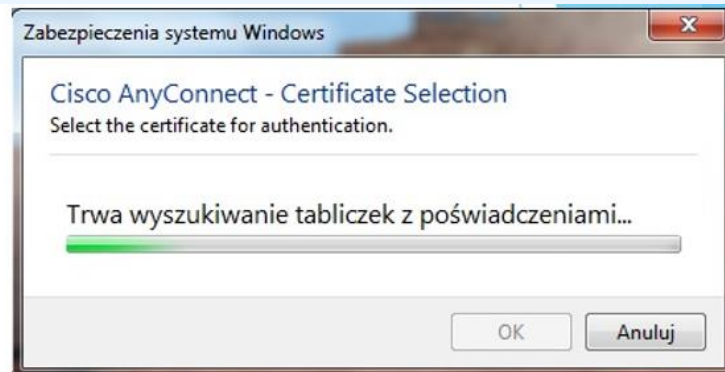 Zabezpieczenia systemu Windows
Cisco AnyConnect - Certificate Selection
Select the certificate for authentication.
Trwa wyszukiwanie tabliczek z poświadczeniami...
OK
Anuluj